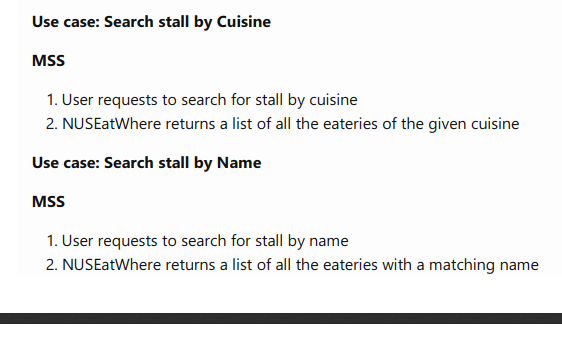 Use case: Search stall by Cuisine
MSS
1. User requests to search for stall by cuisine
2. NUSEatWhere returns a list of all the eateries of the given cuisine
Use case: Search stall by Name
MSS
1. User requests to search for stall by name
2. NUSEatWhere returns a list of all the eateries with a matching name